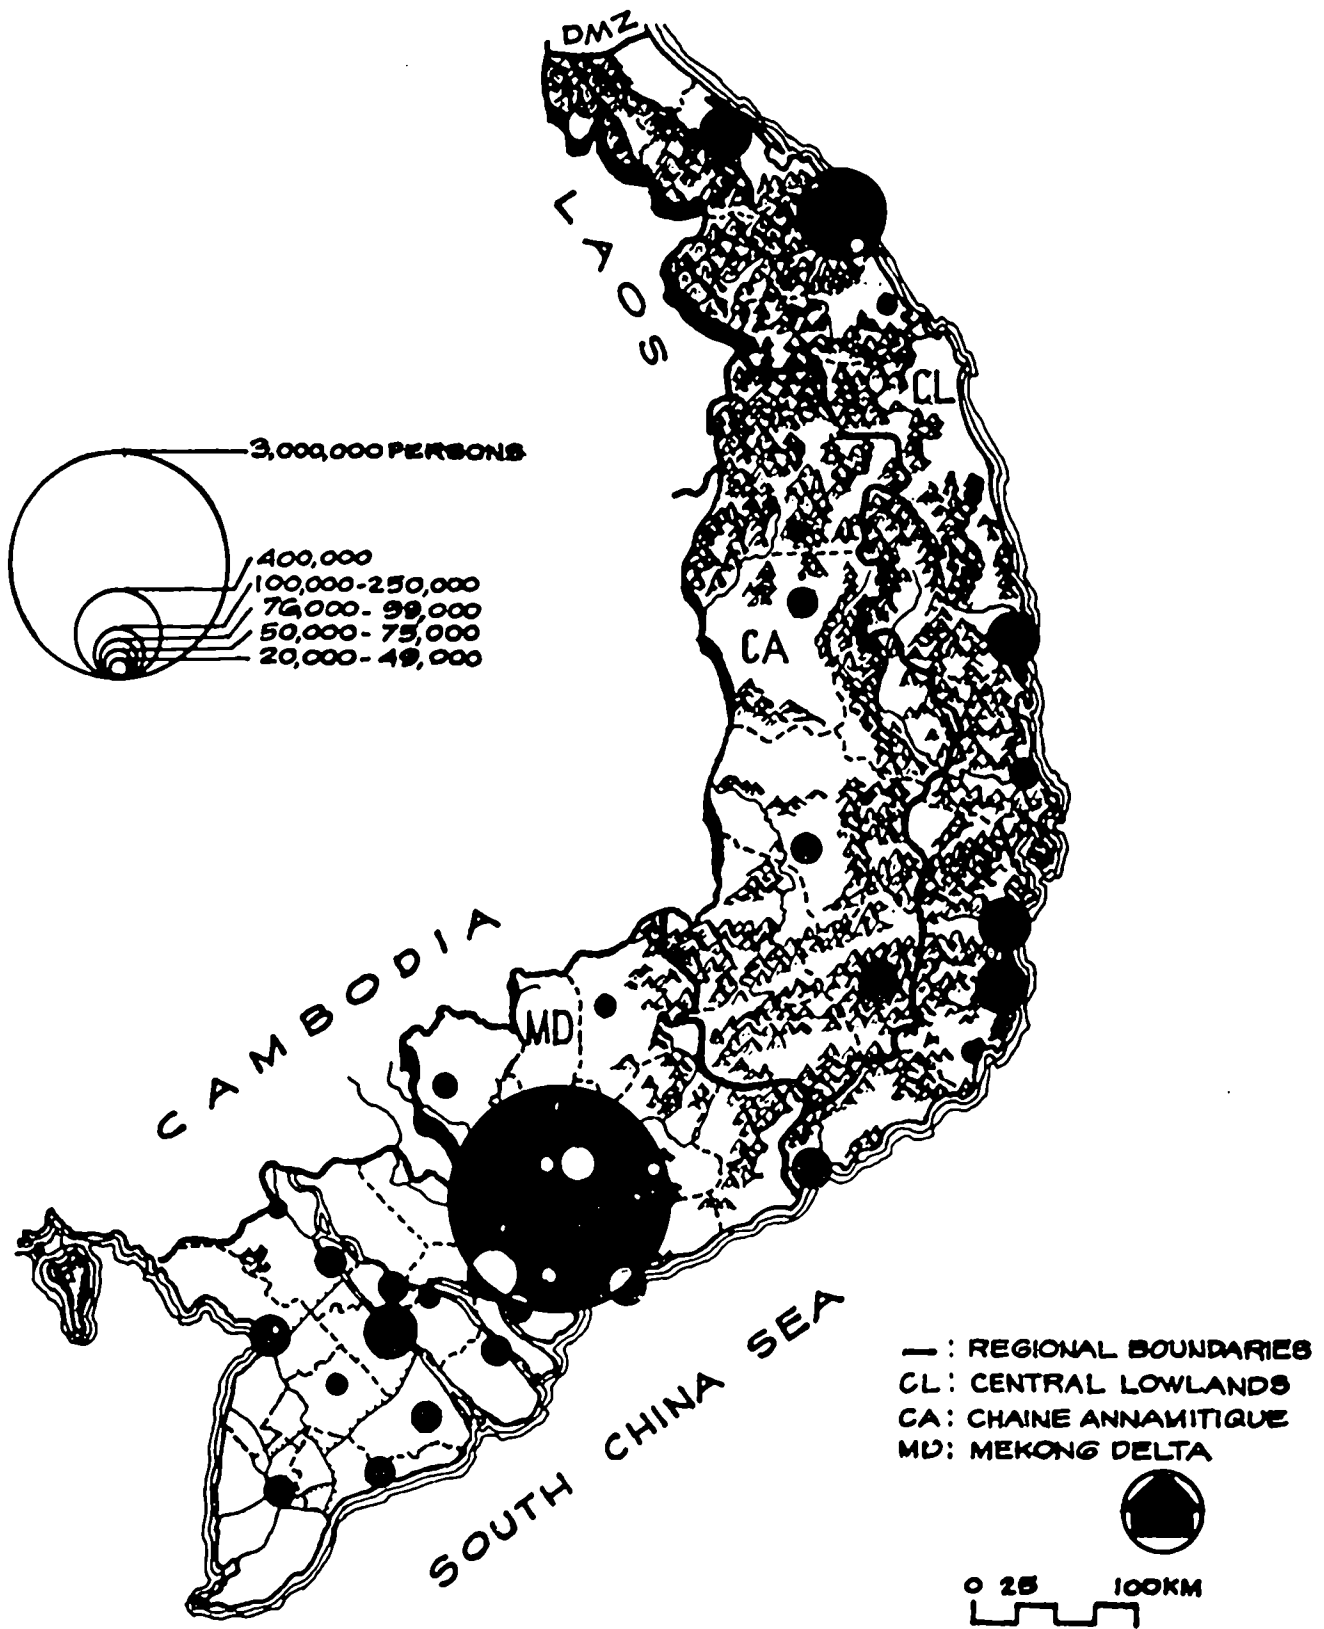 DMZ
LAOS
CL
3,000,000 PERSONS
400,000
100,000-250,000
76,000-99,000
50,000-75,000
20,000-49,000
CA
CAMBODIA
MD
SOUTH CHINA SEA
— : REGIONAL BOUNDARIES
CL: CENTRAL LOWLANDS
CA: CHAINE ANNAMITIQUE
MD: MEKONG DELTA
0 25 100KM